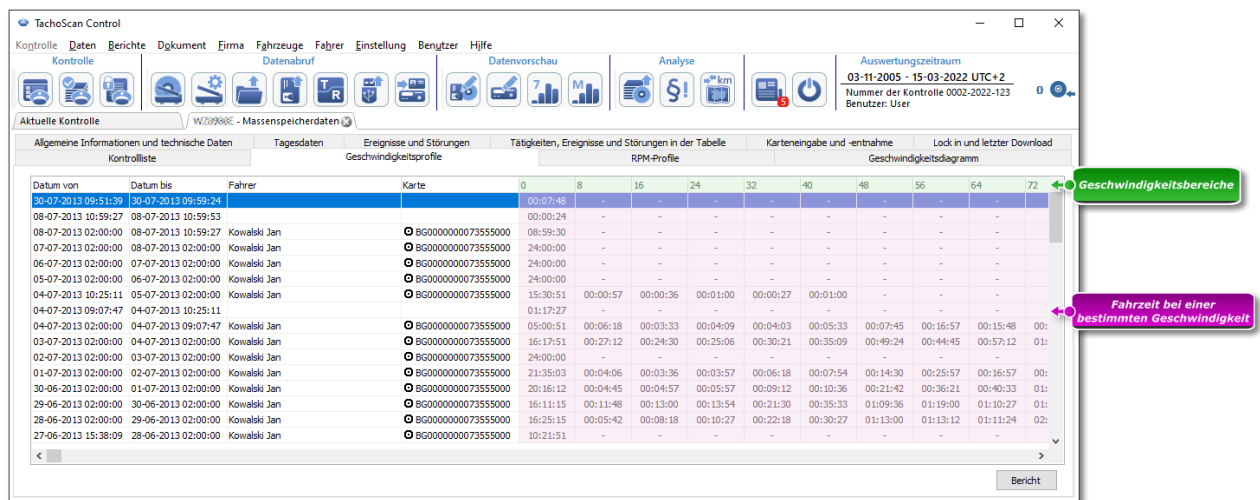 TachoScan Control
Kontrolle Daten Berichte Dokument Firma Fahrzeuge Fahrer Einstellung Benutzer Hilfe
Kontrolle Datenabruf Datenvorschau Analyse Auswertungszeitraum
03-11-2005 - 15-03-2022 UTC+2
Nummer der Kontrolle 0002-2022-123
Benutzer: User
0
T R
7
M
§!
km
5
Aktuelle Kontrolle - Massenspeicherdaten
Allgemeine Informationen und technische Daten Tagesdaten Ereignisse und Störungen Tätigkeiten, Ereignisse und Störungen in der Tabelle Karteneingabe und -entnahme Lock in und letzter Download
Kontrollliste Geschwindigkeitsprofile RPM-Profile Geschwindigkeitsdiagramm
Datum von Datum bis Fahrer Karte 0 8 16 24 32 40 48 56 64 72
30-07-2013 09:51:39 30-07-2013 09:59:24 00:07:48 - - - - - - - -
08-07-2013 10:59:27 08-07-2013 10:59:53 00:00:24 - - - - - - - -
08-07-2013 02:00:00 08-07-2013 10:59:27 Kowalski Jan BG0000000073555000 08:59:30 - - - - - - - -
07-07-2013 02:00:00 08-07-2013 02:00:00 Kowalski Jan BG0000000073555000 24:00:00 - - - - - - - -
06-07-2013 02:00:00 07-07-2013 02:00:00 Kowalski Jan BG0000000073555000 24:00:00 - - - - - - - -
05-07-2013 02:00:00 06-07-2013 02:00:00 Kowalski Jan BG0000000073555000 24:00:00 - - - - - - - -
04-07-2013 10:25:11 05-07-2013 02:00:00 Kowalski Jan BG0000000073555000 15:30:51 00:00:57 00:00:36 00:01:00 00:00:27 00:01:00 - - -
04-07-2013 09:07:47 04-07-2013 10:25:11 01:17:27 - - - - - - - -
04-07-2013 02:00:00 04-07-2013 09:07:47 Kowalski Jan BG0000000073555000 05:00:51 00:06:18 00:03:33 00:04:09 00:04:03 00:05:33 00:07:45 00:16:57 00:15:48 00:
03-07-2013 02:00:00 04-07-2013 02:00:00 Kowalski Jan BG0000000073555000 16:17:51 00:27:12 00:24:30 00:25:06 00:30:21 00:35:09 00:49:24 00:44:45 00:57:12 01:
02-07-2013 02:00:00 03-07-2013 02:00:00 Kowalski Jan BG0000000073555000 24:00:00 - - - - - - - -
01-07-2013 02:00:00 02-07-2013 02:00:00 Kowalski Jan BG0000000073555000 21:35:03 00:04:06 00:03:36 00:03:57 00:06:18 00:07:54 00:14:30 00:25:57 00:16:57 00:
30-06-2013 02:00:00 01-07-2013 02:00:00 Kowalski Jan BG0000000073555000 20:16:12 00:04:45 00:04:57 00:05:57 00:09:12 00:10:36 00:21:42 00:36:21 00:40:33 01:
29-06-2013 02:00:00 30-06-2013 02:00:00 Kowalski Jan BG0000000073555000 16:11:15 00:11:48 00:13:00 00:13:54 00:21:30 00:35:33 01:09:36 01:19:00 01:10:27 01:
28-06-2013 02:00:00 29-06-2013 02:00:00 Kowalski Jan BG0000000073555000 16:25:15 00:05:42 00:08:18 00:10:27 00:22:18 00:30:27 01:13:00 01:13:12 01:11:24 02:
27-06-2013 15:38:09 28-06-2013 02:00:00 Kowalski Jan BG0000000073555000 10:21:51 - - - - - - - -
Bericht
Geschwindigkeitsbereiche
Fahrzeit bei einer
bestimmten Geschwindigkeit